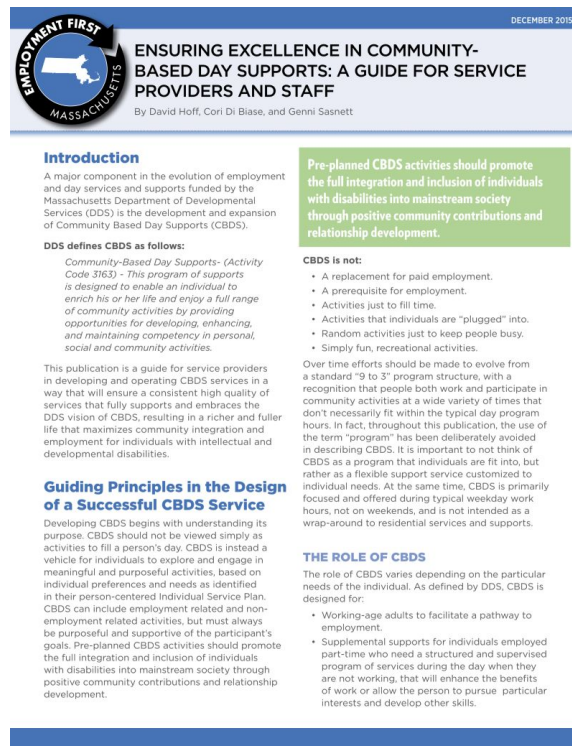 DECEMBER 2015
EMPLOYMENT FIRST
MASSACHUSETTS
ENSURING EXCELLENCE IN COMMUNITY-
BASED DAY SUPPORTS: A GUIDE FOR SERVICE
PROVIDERS AND STAFF
By David Hoff, Cori Di Biase, and Genni Sasnett
Introduction
A major component in the evolution of employment
and day services and supports funded by the
Massachusetts Department of Developmental
Services (DDS) is the development and expansion
of Community Based Day Supports (CBDS).
DDS defines CBDS as follows:
Community-Based Day Supports- (Activity
Code 3163) - This program of supports
is designed to enable an individual to
enrich his or her life and enjoy a full range
of community activities by providing
opportunities for developing, enhancing,
and maintaining competency in personal,
social and community activities.
This publication is a guide for service providers
in developing and operating CBDS services in a
way that will ensure a consistent high quality of
services that fully supports and embraces the
DDS vision of CBDS, resulting in a richer and fuller
life that maximizes community integration and
employment for individuals with intellectual and
developmental disabilities.
Guiding Principles in the Design
of a Successful CBDS Service
Developing CBDS begins with understanding its
purpose. CBDS should not be viewed simply as
activities to fill a person's day. CBDS is instead a
vehicle for individuals to explore and engage in
meaningful and purposeful activities, based on
individual preferences and needs as identified
in their person-centered Individual Service Plan.
CBDS can include employment related and non-
employment related activities, but must always
be purposeful and supportive of the participant's
goals. Pre-planned CBDS activities should promote
the full integration and inclusion of individuals
with disabilities into mainstream society through
positive community contributions and relationship
development.
Pre-planned CBDS activities should promote
the full integration and inclusion of individuals
with disabilities into mainstream society
through positive community contributions and
relationship development.
CBDS is not:
• A replacement for paid employment.
• A prerequisite for employment.
• Activities just to fill time.
• Activities that individuals are "plugged" into.
• Random activities just to keep people busy.
• Simply fun, recreational activities.
Over time efforts should be made to evolve from
a standard "9 to 3" program structure, with a
recognition that people both work and participate in
community activities at a wide variety of times that
don't necessarily fit within the typical day program
hours. In fact, throughout this publication, the use of
the term "program" has been deliberately avoided
in describing CBDS. It is important to not think of
CBDS as a program that individuals are fit into, but
rather as a flexible support service customized to
individual needs. At the same time, CBDS is primarily
focused and offered during typical weekday work
hours, not on weekends, and is not intended as a
wrap-around to residential services and supports.
THE ROLE OF CBDS
The role of CBDS varies depending on the particular
needs of the individual. As defined by DDS, CBDS is
designed for:
• Working-age adults to facilitate a pathway to
employment.
• Supplemental supports for individuals employed
part-time who need a structured and supervised
program of services during the day when they
are not working, that will enhance the benefits
of work or allow the person to pursue particular
interests and develop other skills.